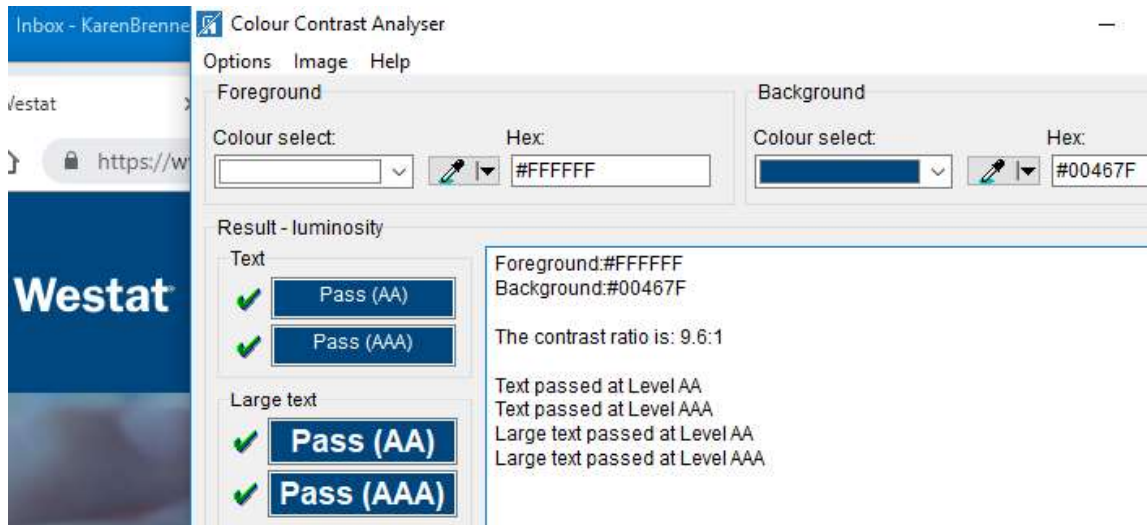 Inbox - KarenBrenne
Colour Contrast Analyser
Options Image Help
Westat
https://w
Foreground
Colour select:
Hex:
#FFFFFF
Background
Colour select:
Hex:
#00467F
Westat
Result - luminosity
Text
Pass (AA)
Pass (AAA)
Large text
Pass (AA)
Pass (AAA)
Foreground:#FFFFFF
Background:#00467F
The contrast ratio is: 9.6:1
Text passed at Level AA
Text passed at Level AAA
Large text passed at Level AA
Large text passed at Level AAA